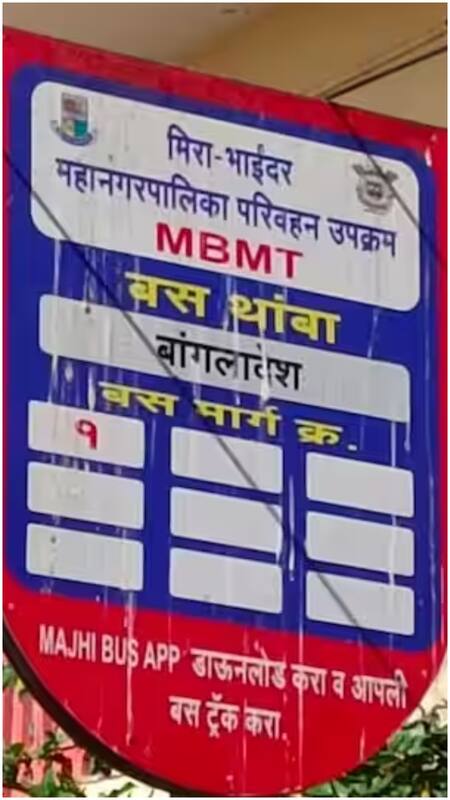 मिरा-भाईंदर
महानगरपालिका परिवहन उपक्रम
MBMT
बस थांबा
बांगलादेश
बस मार्ग क्र.
१
MAJHI BUS APP डाऊनलोड करा व आपली
बस ट्रॅक करा.